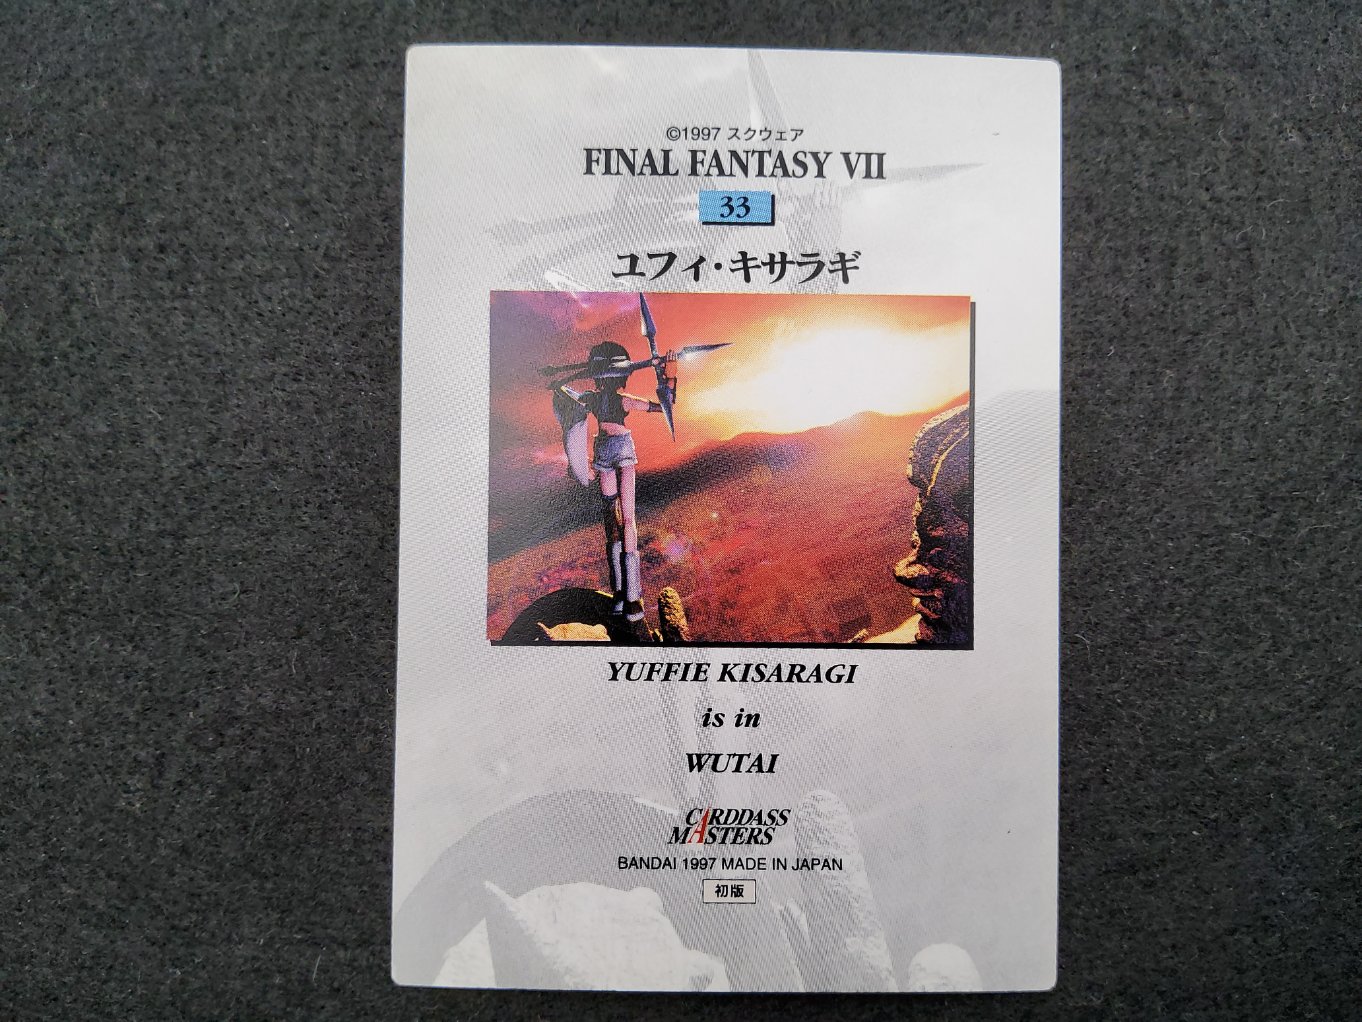 ©1997 スクウェア
FINAL FANTASY VII
33
ユフィ・キサラギ
YUFFIE KISARAGI
is in
WUTAI
CARDDASS
MASTERS
BANDAI 1997 MADE IN JAPAN
初版